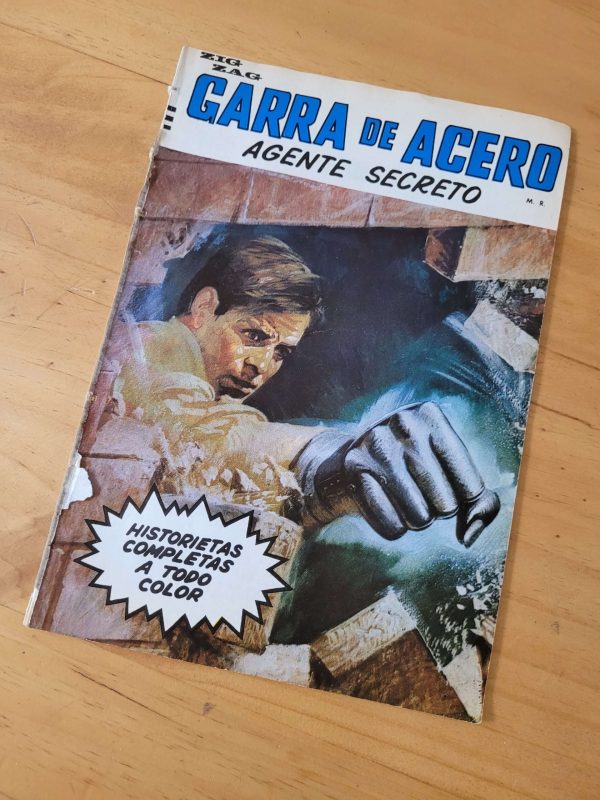 ZIG
ZAG
GARRA DE ACERO
AGENTE SECRETO
M. R.
HISTORIETAS
COMPLETAS
A TODO
COLOR